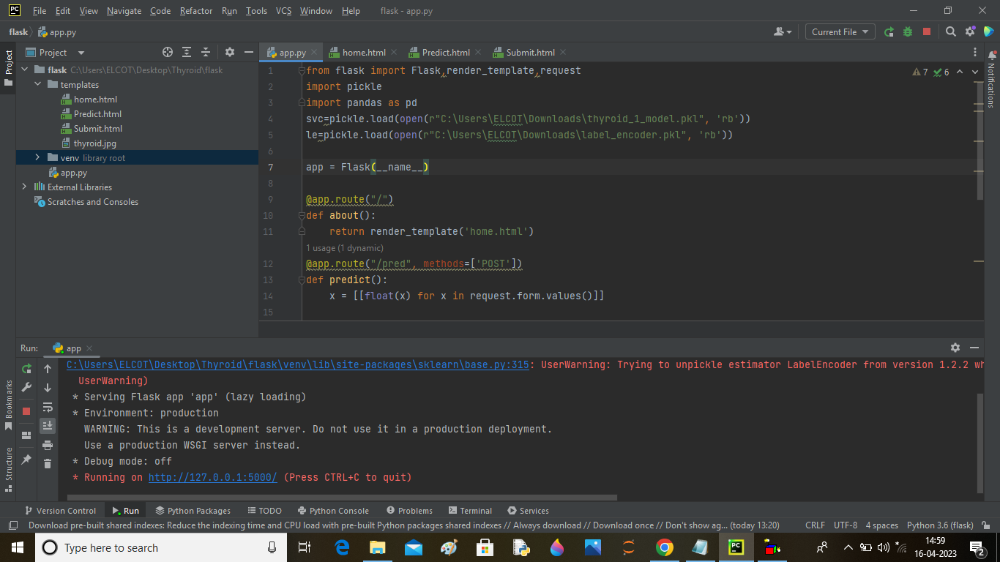 PC File Edit View Navigate Code Refactor Run Tools VCS Window Help flask - app.py
flask app.py Current File
Project
app.py home.html Predict.html Submit.html
flask C:\Users\ELCOT\Desktop\Thyroid\flask
templates
home.html
Predict.html
Submit.html
thyroid.jpg
venv library root
app.py
External Libraries
Scratches and Consoles
7 6
1 from flask import Flask,render_template,request
2 import pickle
3 import pandas as pd
4 svc=pickle.load(open(r"C:\Users\ELCOT\Downloads\thyroid_1_model.pkl", 'rb'))
5 le=pickle.load(open(r"C:\Users\ELCOT\Downloads\label_encoder.pkl", 'rb'))
6
7 app = Flask(__name__)
8
9 @app.route("/")
10 def about():
11 return render_template('home.html')
1 usage (1 dynamic)
12 @app.route("/pred", methods=['POST'])
13 def predict():
14 x = [[float(x) for x in request.form.values()]]
15
Project
Bookmarks
Structure
Notifications
Run: app
C:\Users\ELCOT\Desktop\Thyroid\flask\venv\lib\site-packages\sklearn\base.py:315: UserWarning: Trying to unpickle estimator LabelEncoder from version 1.2.2 wh
UserWarning)
* Serving Flask app 'app' (lazy loading)
* Environment: production
WARNING: This is a development server. Do not use it in a production deployment.
Use a production WSGI server instead.
* Debug mode: off
* Running on http://127.0.0.1:5000/ (Press CTRL+C to quit)
Version Control Run Python Packages TODO Python Console Problems Terminal Services
Download pre-built shared indexes: Reduce the indexing time and CPU load with pre-built Python packages shared indexes // Always download // Download once // Don't show ag... (today 13:20) CRLF UTF-8 4 spaces Python 3.6 (flask)
Type here to search PC 14:59
16-04-2023 2